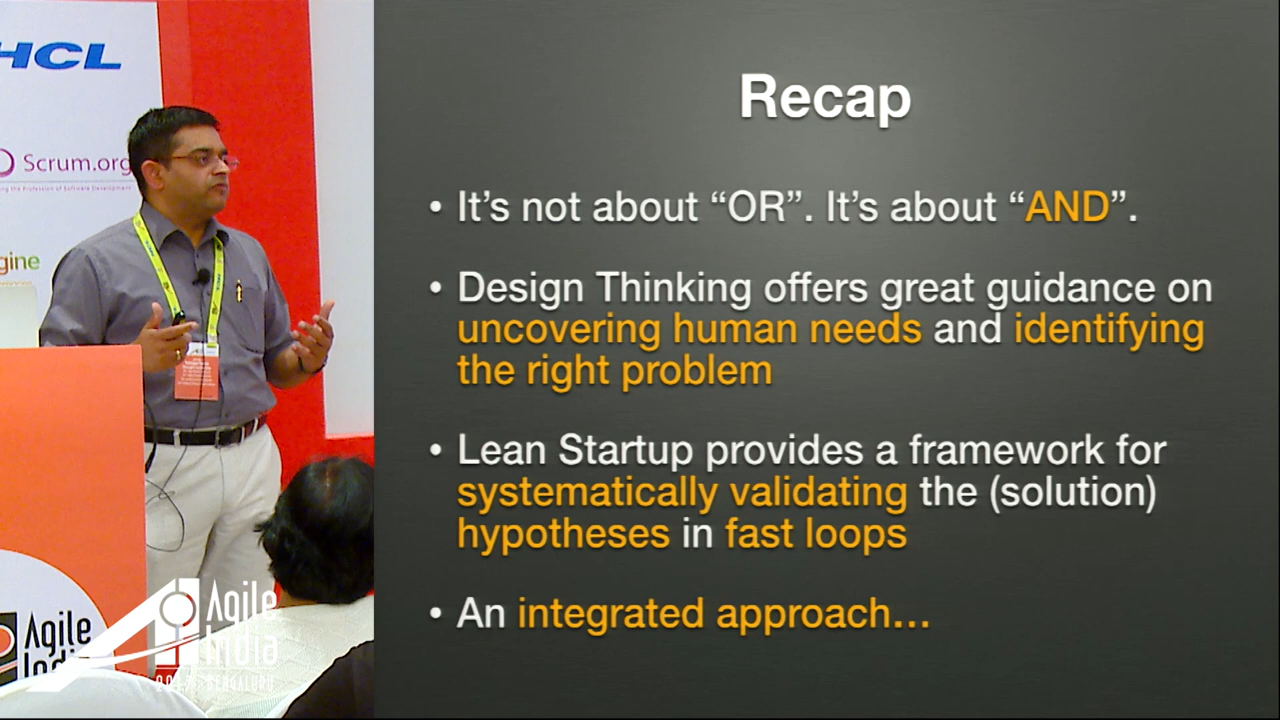 HCL
Scrum.org
gine
Agile
Agile
India
BENGALURU
Recap
• It’s not about “OR”. It’s about “AND”.
• Design Thinking offers great guidance on
uncovering human needs and identifying
the right problem
• Lean Startup provides a framework for
systematically validating the (solution)
hypotheses in fast loops
• An integrated approach…